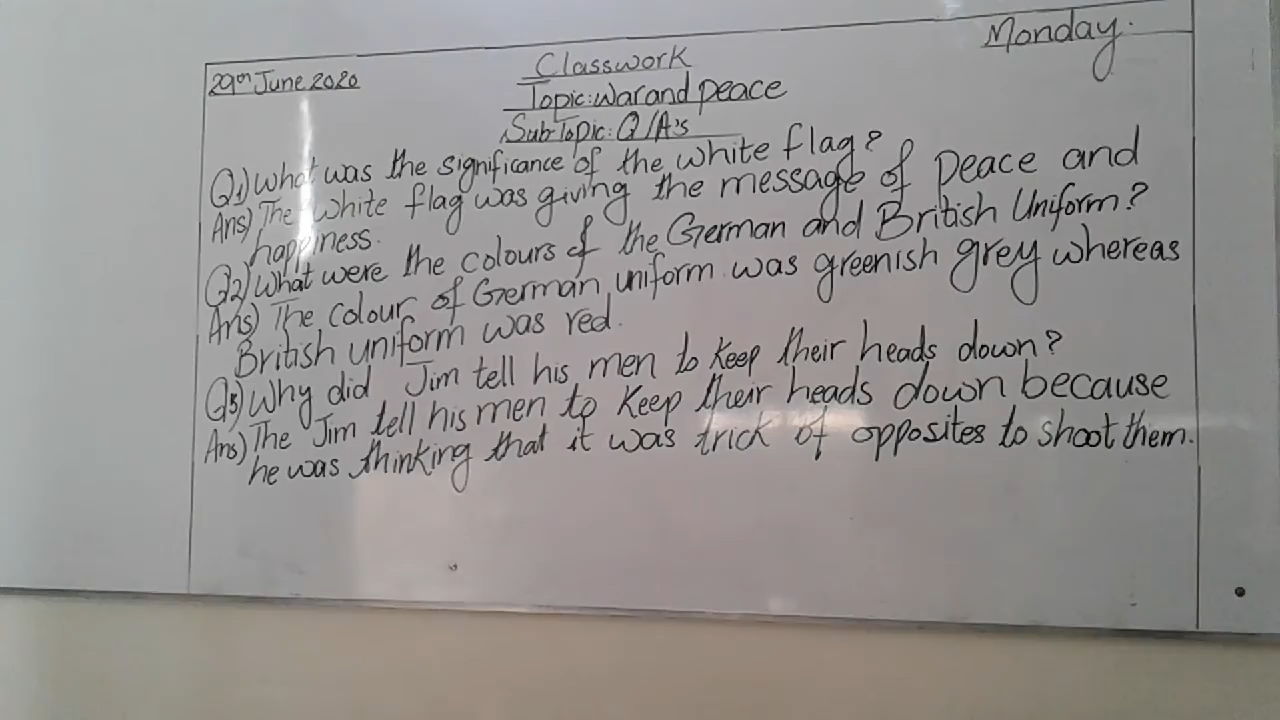 Monday.
29th June 2020
Classwork
Topic: War and peace
Sub-Topic: Q/A's
Q1) What was the significance of the white flag?
Ans) The white flag was giving the message of peace and
happiness.
Q2) What were the colours of the German and British Uniform?
Ans) The colour of German uniform was greenish grey whereas
British uniform was red.
Q3) Why did Jim tell his men to keep their heads down?
Ans) The Jim tell his men to keep their heads down because
he was thinking that it was trick of opposites to shoot them.